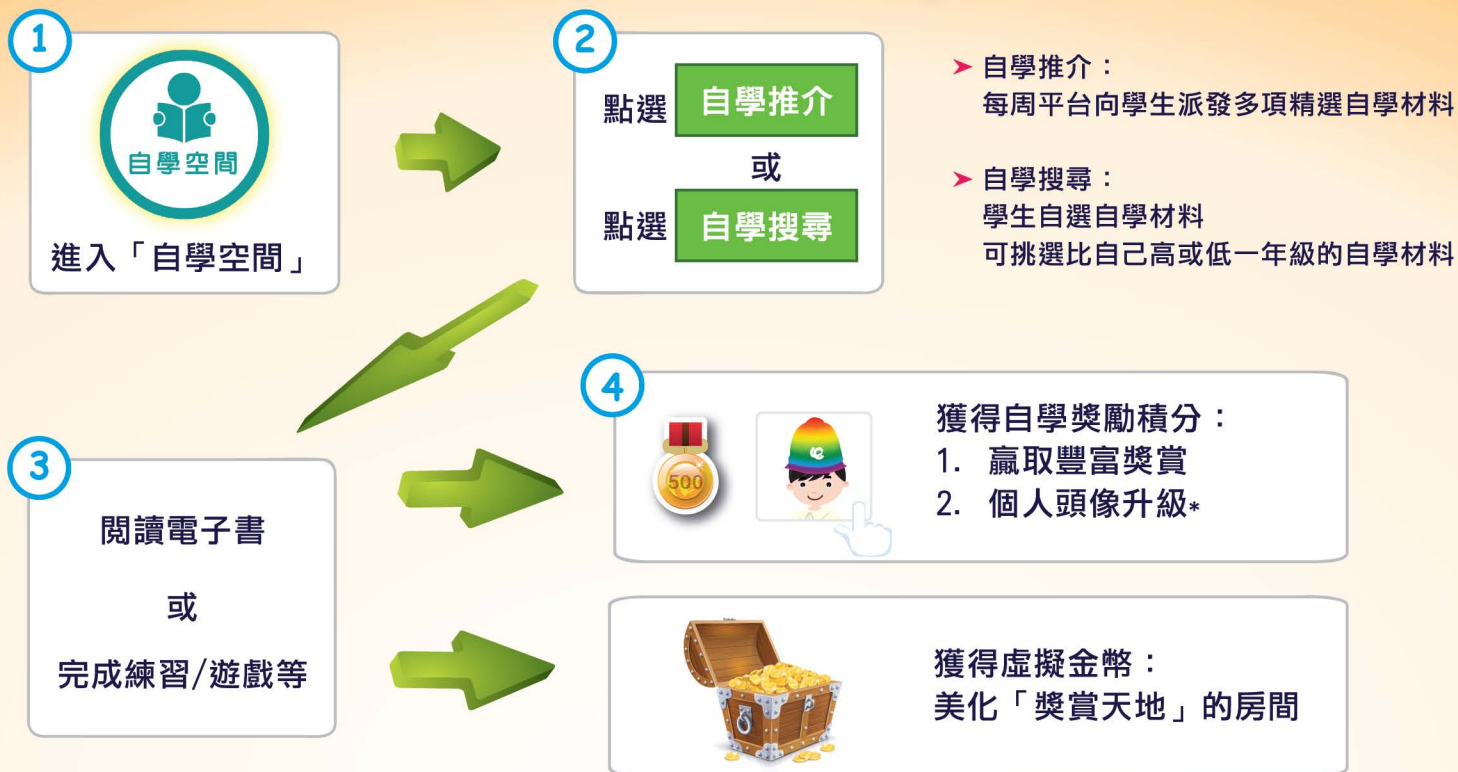 1
自學空間
進入「自學空間」
2
點選 自學推介
或
點選 自學搜尋
➤ 自學推介：
每周平台向學生派發多項精選自學材料
➤ 自學搜尋：
學生自選自學材料
可挑選比自己高或低一年級的自學材料
3
閱讀電子書
或
完成練習/遊戲等
4
500
e
獲得自學獎勵積分：
1. 贏取豐富獎賞
2. 個人頭像升級*
獲得虛擬金幣：
美化「獎賞天地」的房間